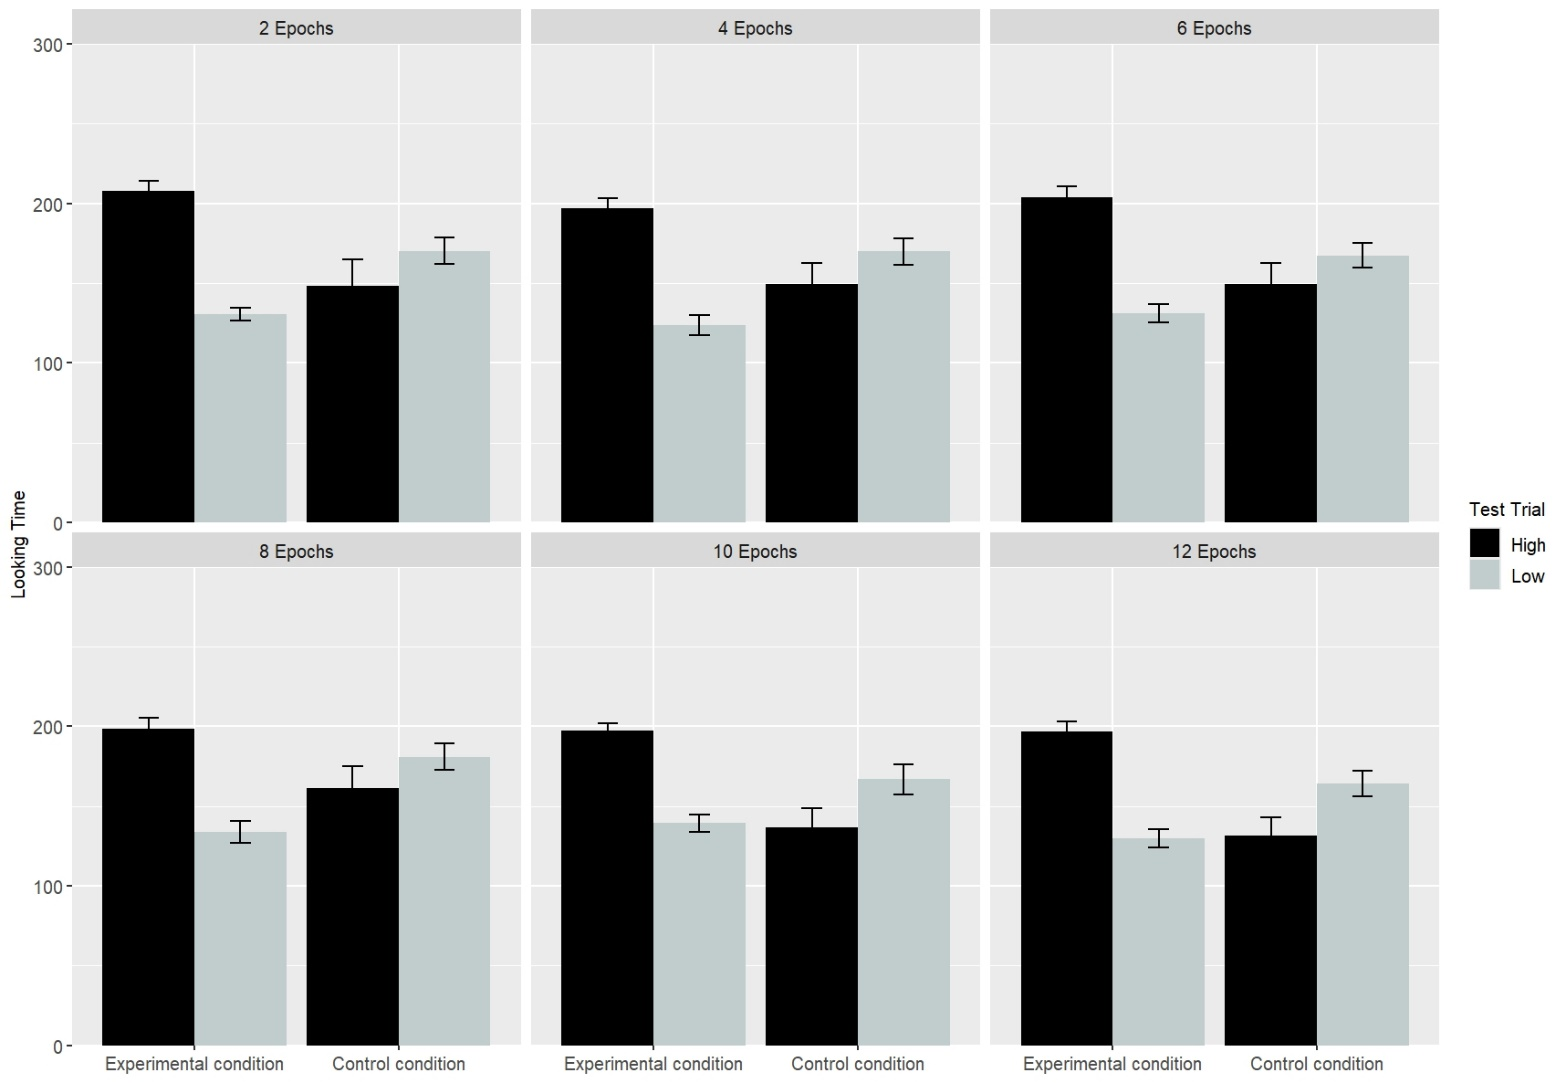 2 Epochs
4 Epochs
6 Epochs
300
200
100
0
Looking Time
8 Epochs
10 Epochs
12 Epochs
300
200
100
0
Experimental condition
Control condition
Experimental condition
Control condition
Experimental condition
Control condition
Test Trial
High
Low